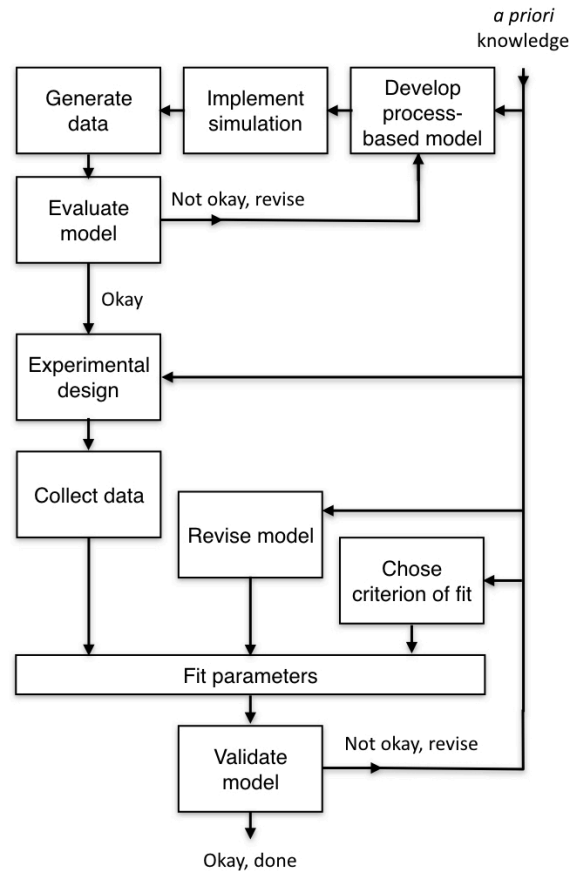 a priori
knowledge
Generate
data
Implement
simulation
Develop
process-
based model
Evaluate
model
Not okay, revise
Okay
Experimental
design
Collect data
Revise model
Chose
criterion of fit
Fit parameters
Validate
model
Not okay, revise
Okay, done